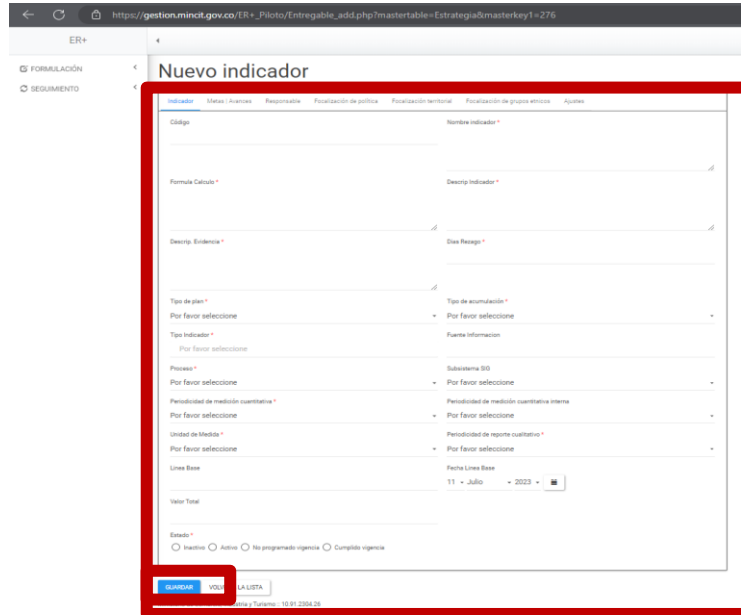 https://gestion.mincit.gov.co/ER+_Piloto/Entregable_add.php?mastertable=Estrategia&masterkey1=276
ER+
FORMULACIÓN
SEGUIMIENTO
Nuevo indicador
Indicador Metas | Avances Responsable Focalización de política Focalización territorial Focalización de grupos etnicos Ajustes
Código Nombre indicador *
Formula Calculo * Descrip Indicador *
Descrip. Evidencia * Dias Rezago *
Tipo de plan * Tipo de acumulación *
Por favor seleccione Por favor seleccione
Tipo Indicador * Fuente Informacion
Por favor seleccione
Proceso * Subsistema SIG
Por favor seleccione Por favor seleccione
Periodicidad de medición cuantitativa * Periodicidad de medición cuantitativa interna
Por favor seleccione Por favor seleccione
Unidad de Medida * Periodicidad de reporte cualitativo *
Por favor seleccione Por favor seleccione
Linea Base Fecha Linea Base
11 Julio 2023
Valor Total
Estado *
Inactivo Activo No programado vigencia Cumplido vigencia
GUARDAR LA LISTA
y Turismo :: 10.91.2304.26